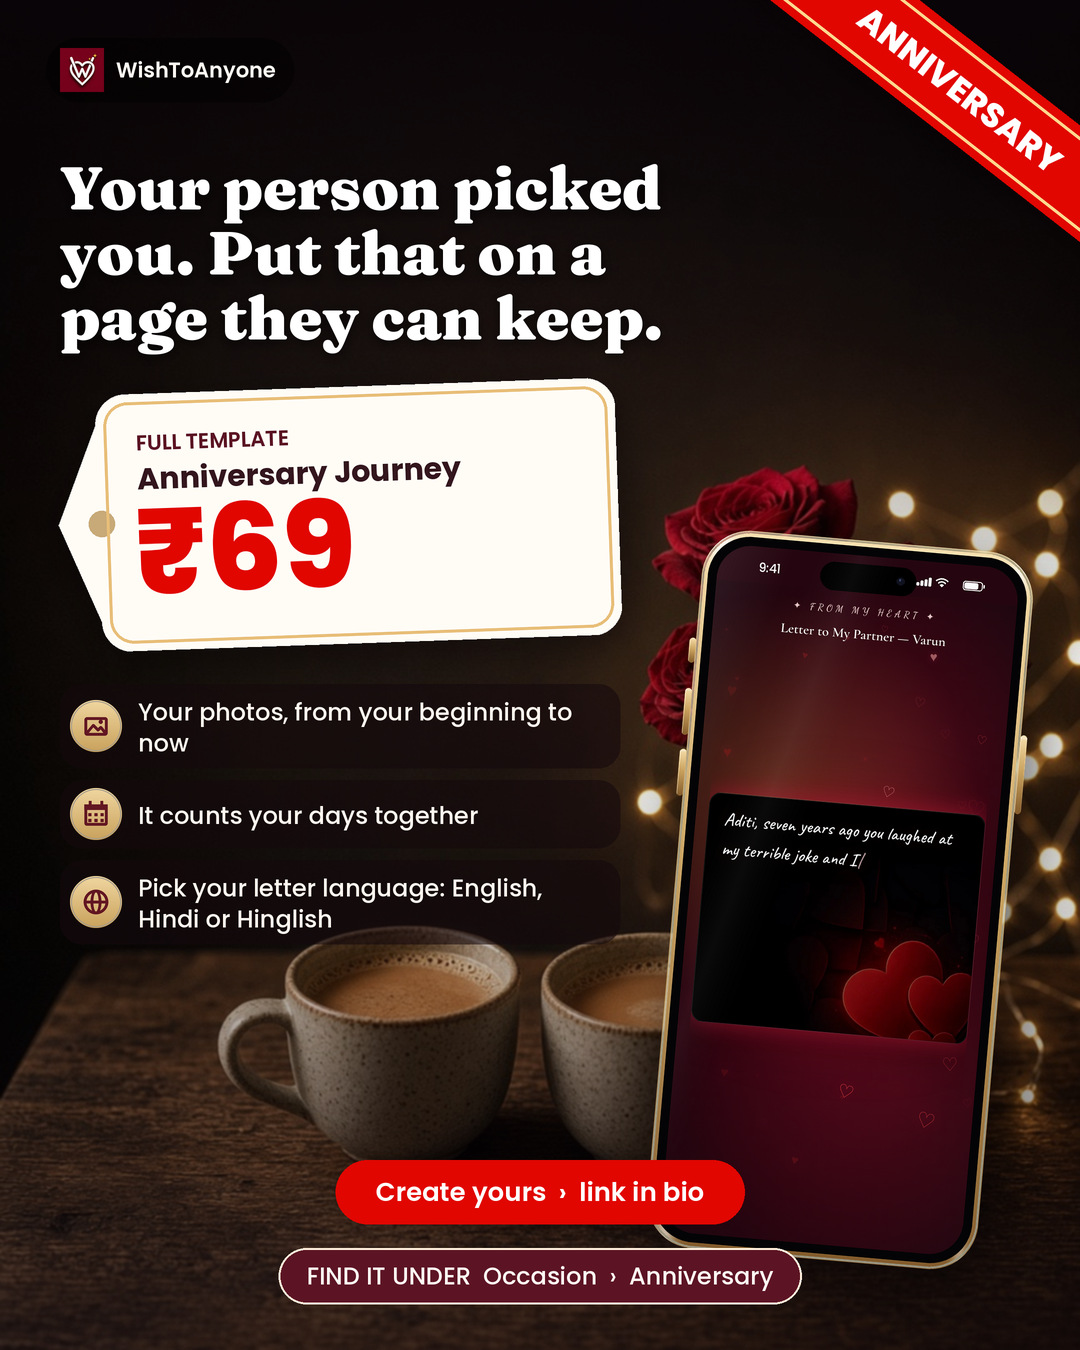 WishToAnyone
ANNIVERSARY
Your person picked
you. Put that on a
page they can keep.
FULL TEMPLATE
Anniversary Journey
₹69
Your photos, from your beginning to
now
It counts your days together
Pick your letter language: English,
Hindi or Hinglish
9:41
✦ FROM MY HEART ✦
Letter to My Partner — Varun
Aditi, seven years ago you laughed at
my terrible joke and I/
Create yours › link in bio
FIND IT UNDER Occasion › Anniversary